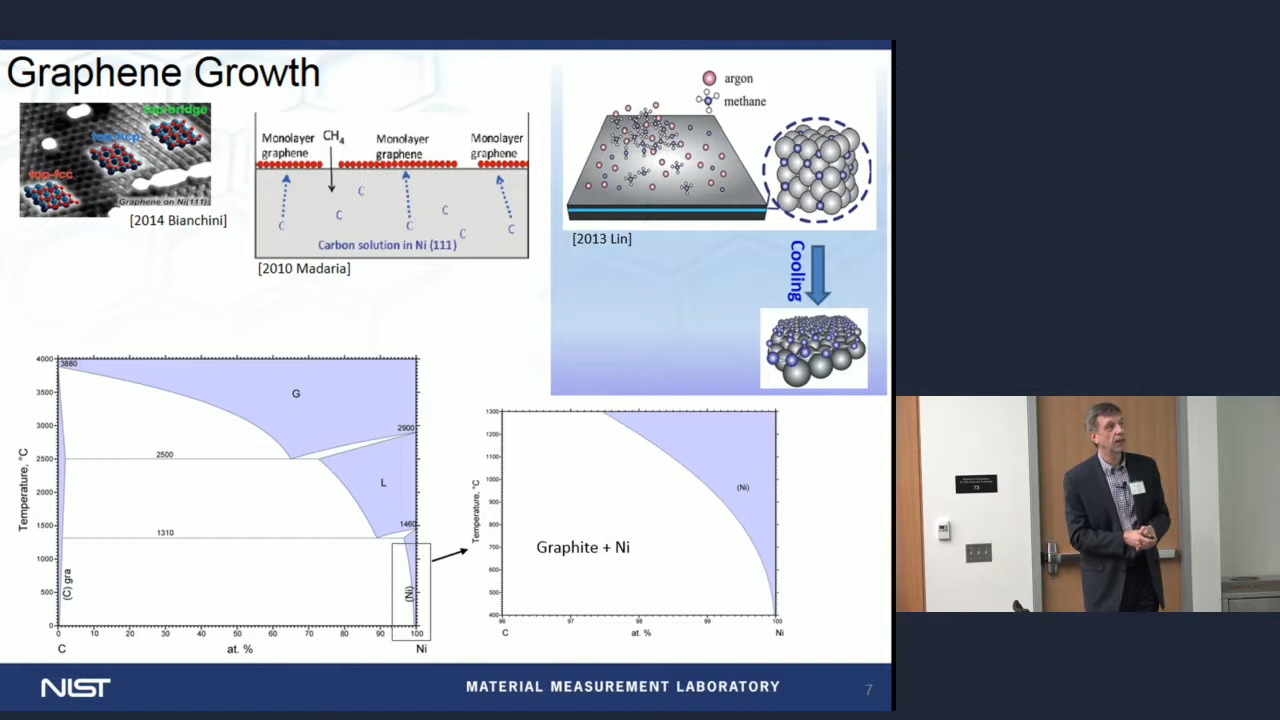 Graphene Growth
top-bridge
top-hcp
top-fcc
Graphene on Ni(111)
[2014 Bianchini]
Monolayer
graphene
CH4
Monolayer
graphene
Monolayer
graphene
C
C
C
C
C
C
C
Carbon solution in Ni (111)
[2010 Madaria]
argon
methane
[2013 Lin]
Cooling
4000
3500
3000
2500
2000
1500
1000
500
0
Temperature, °C
3880
G
2900
2500
L
1460
1310
(C) gra
(Ni)
0 10 20 30 40 50 60 70 80 90 100
C at. % Ni
1300
1200
1100
1000
900
800
700
600
500
400
Temperature, °C
(Ni)
Graphite + Ni
96 97 98 99 100
C at. % Ni
NIST
MATERIAL MEASUREMENT LABORATORY
7
73